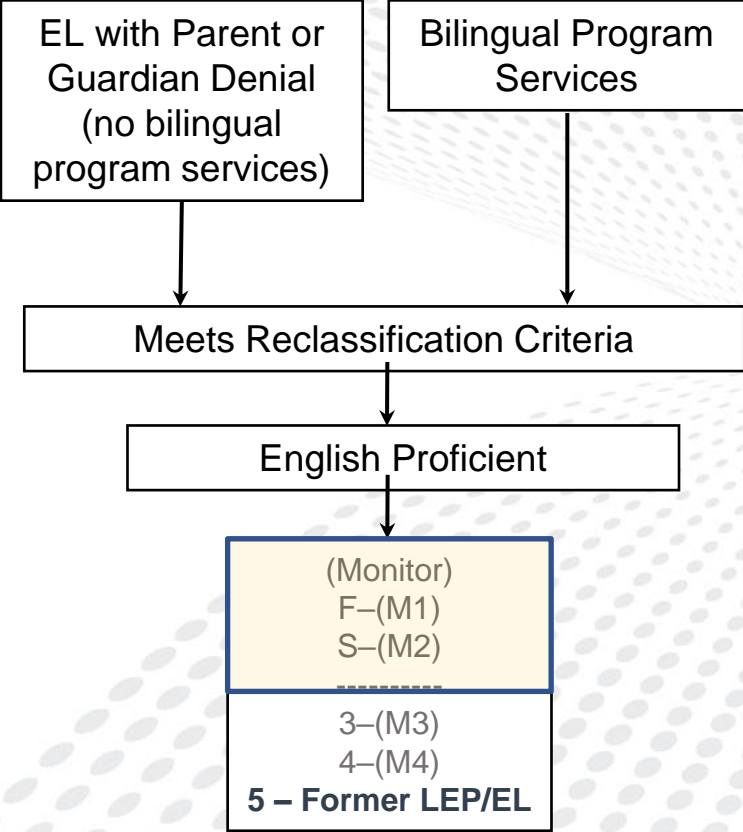 EL with Parent or
Guardian Denial
(no bilingual
program services)
Bilingual Program
Services
Meets Reclassification Criteria
English Proficient
(Monitor)
F–(M1)
S–(M2)
----------
3–(M3)
4–(M4)
5 – Former LEP/EL